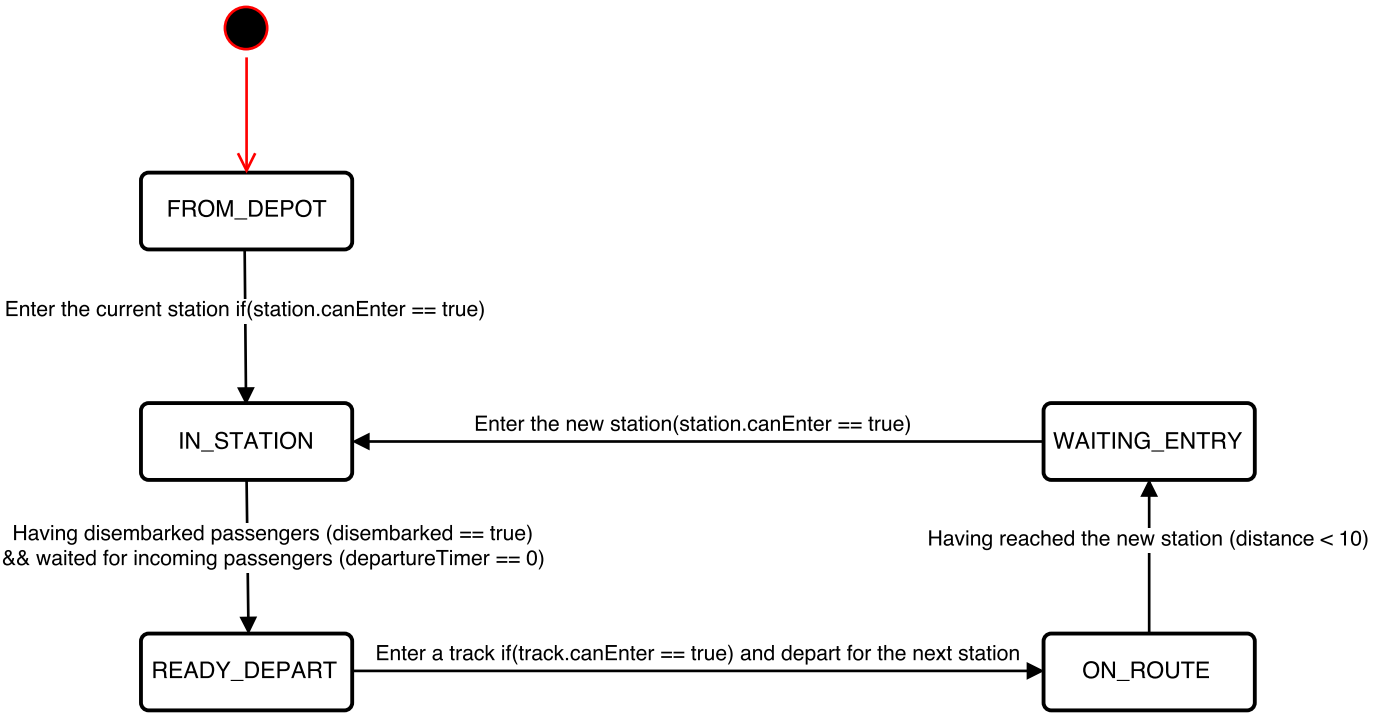 FROM_DEPOT
Enter the current station if(station.canEnter == true)
IN_STATION
Enter the new station(station.canEnter == true)
WAITING_ENTRY
Having disembarked passengers (disembarked == true)
&& waited for incoming passengers (departureTimer == 0)
Having reached the new station (distance < 10)
READY_DEPART
Enter a track if(track.canEnter == true) and depart for the next station
ON_ROUTE